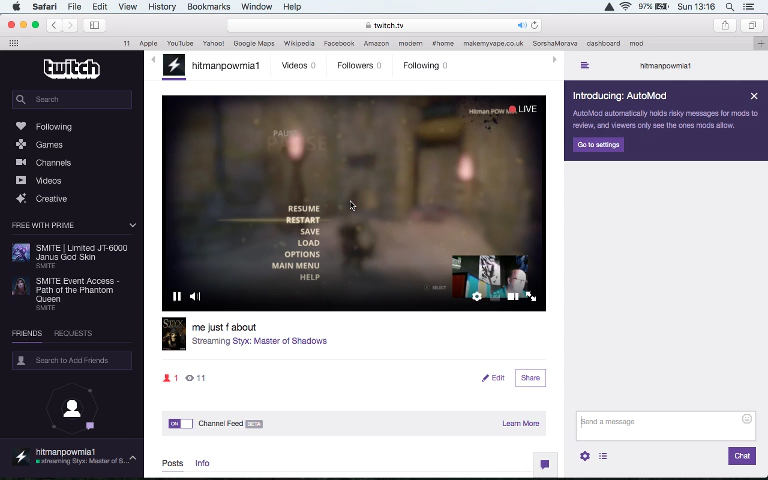 Safari File Edit View History Bookmarks Window Help
97% Sun 13:16
twitch.tv
11 Apple YouTube Yahoo! Google Maps Wikipedia Facebook Amazon modern #home makemyvape.co.uk SorshaMorava dashboard mod
twitch
Search
Following
Games
Channels
Videos
Creative
FREE WITH PRIME
SMITE | Limited JT-6000
Janus God Skin
SMITE
SMITE Event Access -
Path of the Phantom
Queen
SMITE
FRIENDS REQUESTS
Search to Add Friends
hitmanpowmia1
streaming Styx: Master of S...
hitmanpowmia1 Videos 0 Followers 0 Following 0
LIVE
PAUSE
RESUME
RESTART
SAVE
LOAD
OPTIONS
MAIN MENU
HELP
SELECT
me just f about
Streaming Styx: Master of Shadows
1 11 Edit Share
ON Channel Feed BETA Learn More
Posts Info
hitmanpowmia1
Introducing: AutoMod
AutoMod automatically holds risky messages for mods to
review, and viewers only see the ones mods allow.
Go to settings
Send a message
Chat